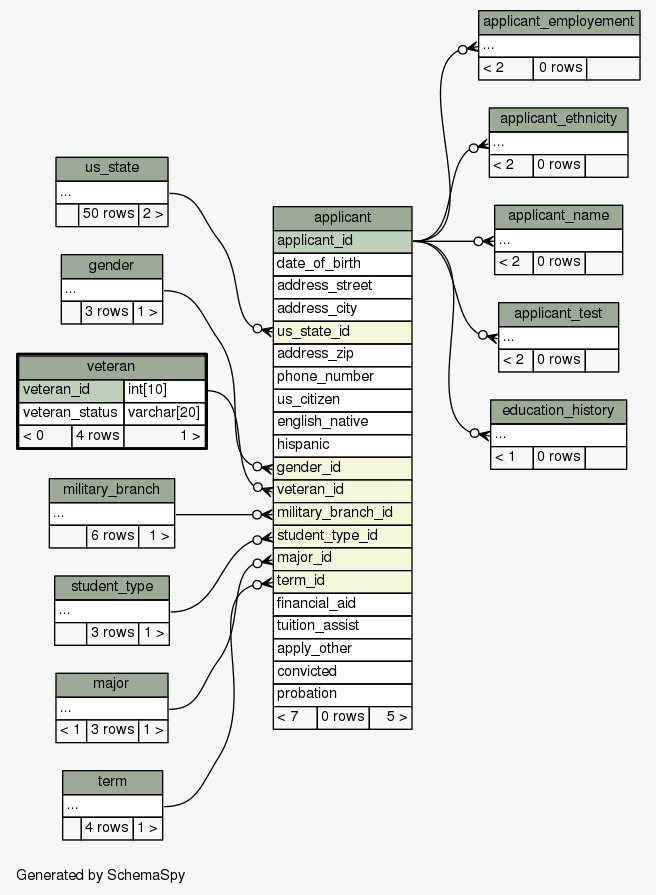 applicant_employement
...
< 2 0 rows
applicant_ethnicity
...
< 2 0 rows
applicant_name
...
< 2 0 rows
applicant_test
...
< 2 0 rows
education_history
...
< 1 0 rows
us_state
...
50 rows 2 >
gender
...
3 rows 1 >
veteran
veteran_id int[10]
veteran_status varchar[20]
< 0 4 rows 1 >
military_branch
...
6 rows 1 >
student_type
...
3 rows 1 >
major
...
< 1 3 rows 1 >
term
...
4 rows 1 >
applicant
applicant_id
date_of_birth
address_street
address_city
us_state_id
address_zip
phone_number
us_citizen
english_native
hispanic
gender_id
veteran_id
military_branch_id
student_type_id
major_id
term_id
financial_aid
tuition_assist
apply_other
convicted
probation
< 7 0 rows 5 >
Generated by SchemaSpy